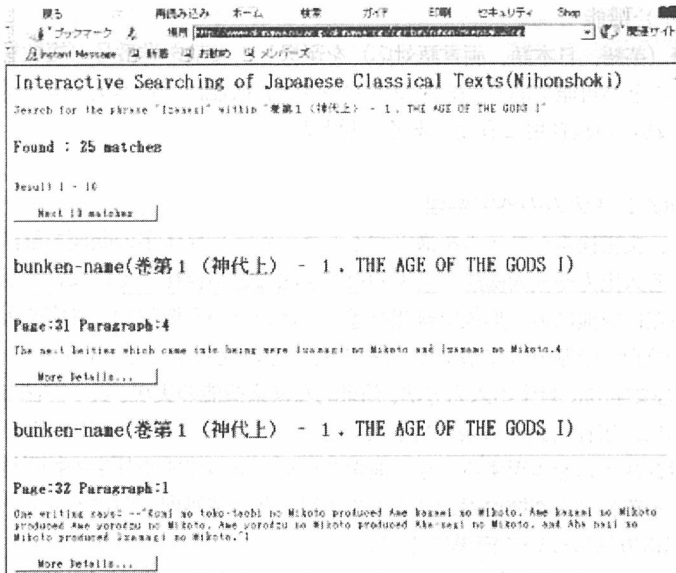 戻る 再読み込み ホーム 検索 ガイド 印刷 セキュリティ Shop
ブックマーク 場所 関連サイト
Instant Message 新着 お勧め メンバーズ
Interactive Searching of Japanese Classical Texts(Nihonshoki)
Search for the phrase "Izanagi" within "巻第1 (神代上) - 1. THE AGE OF THE GODS I"
Found : 25 matches
Result 1 - 10
Next 10 matches
bunken-name(巻第1 (神代上) - 1. THE AGE OF THE GODS I)
Page:31 Paragraph:4
The next Deities which came into being were Izanagi no Mikoto and Izanami no Mikoto.4
More Details...
bunken-name(巻第1 (神代上) - 1. THE AGE OF THE GODS I)
Page:32 Paragraph:1
One writing says: --"Kuni no toko-tachi no Mikoto produced Ame kagami no Mikoto, Ame kagami no Mikoto
produced Ame yorodzu no Mikoto, Ame yorodzu no Mikoto produced Aha-nagi no Mikoto, and Aha nagi no
Mikoto produced Izanagi no Mikoto."1
More Details...